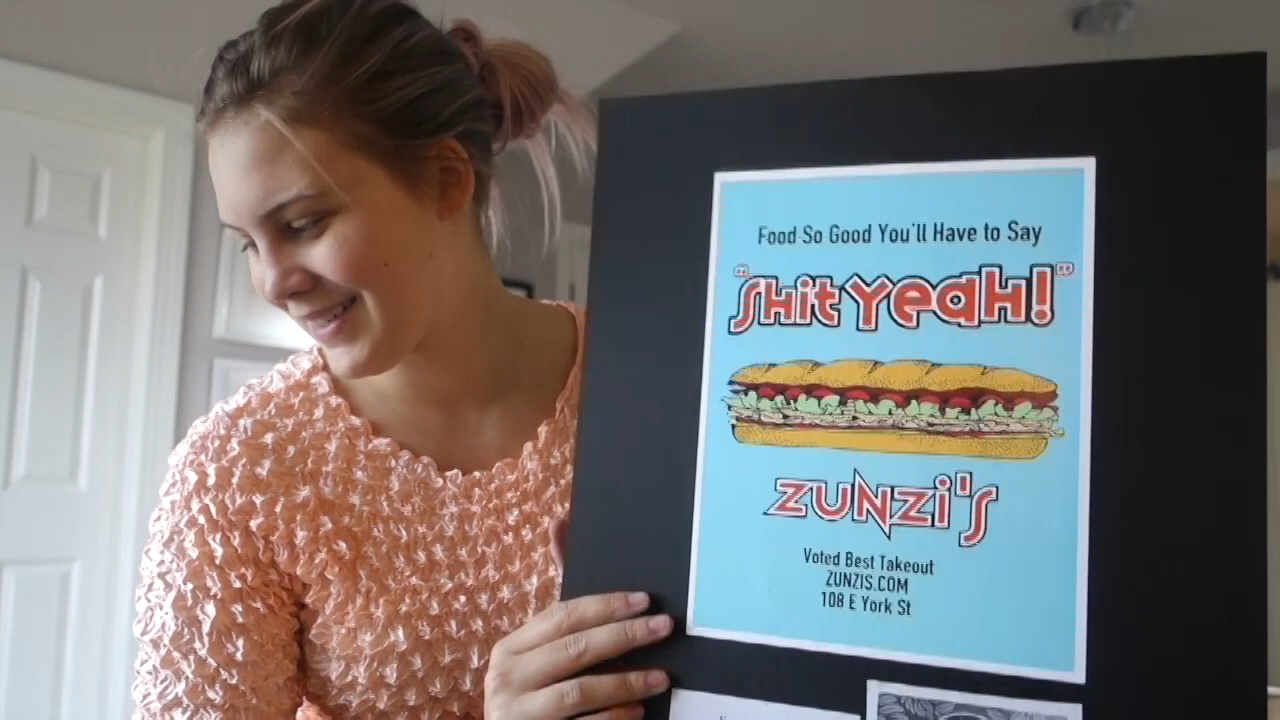 Food So Good You'll Have to Say
"Shit Yeah!"
ZUNZi'S
Voted Best Takeout
ZUNZIS.COM
108 E York St